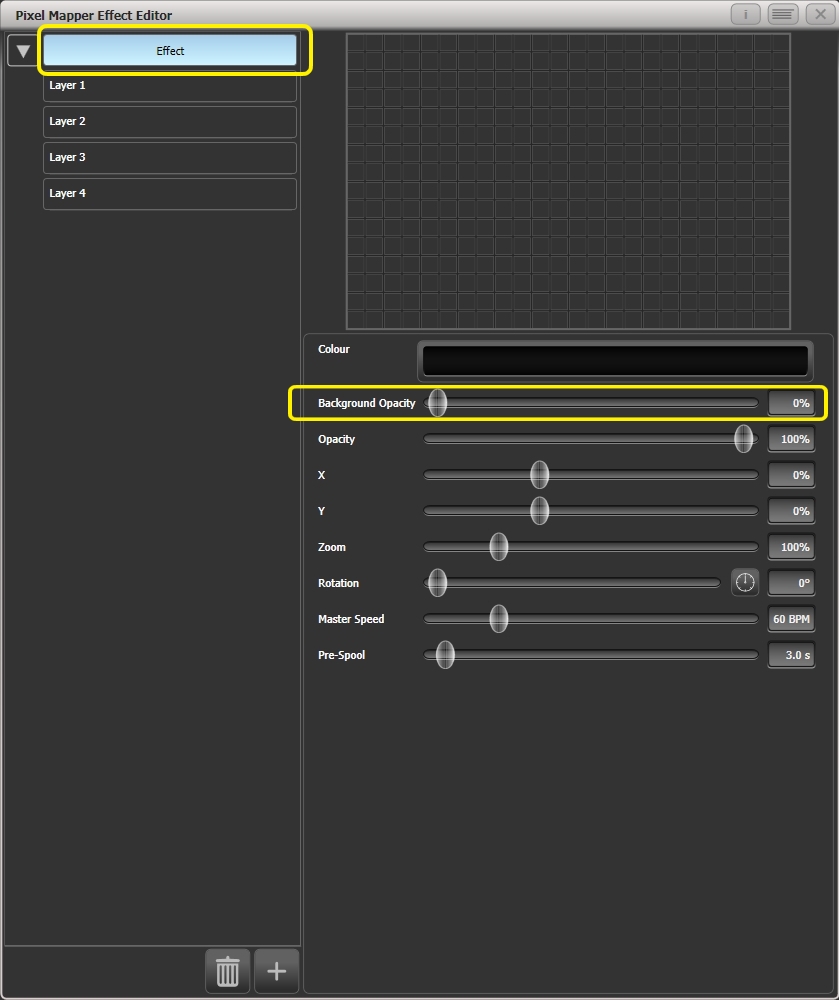 Pixel Mapper Effect Editor
i
Effect
Layer 1
Layer 2
Layer 3
Layer 4
Colour
Background Opacity 0%
Opacity 100%
X 0%
Y 0%
Zoom 100%
Rotation 0°
Master Speed 60 BPM
Pre-Spool 3.0 s